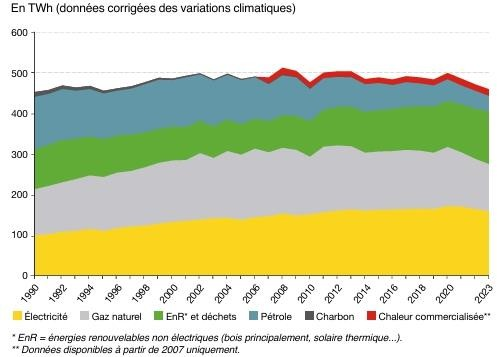 En TWh (données corrigées des variations climatiques)
600
500
400
300
200
100
0
1990 1992 1994 1996 1998 2000 2002 2004 2006 2008 2010 2012 2014 2016 2018 2020 2023
Électricité Gaz naturel EnR* et déchets Pétrole Charbon Chaleur commercialisée**
* EnR = énergies renouvelables non électriques (bois principalement, solaire thermique...).
** Données disponibles à partir de 2007 uniquement.